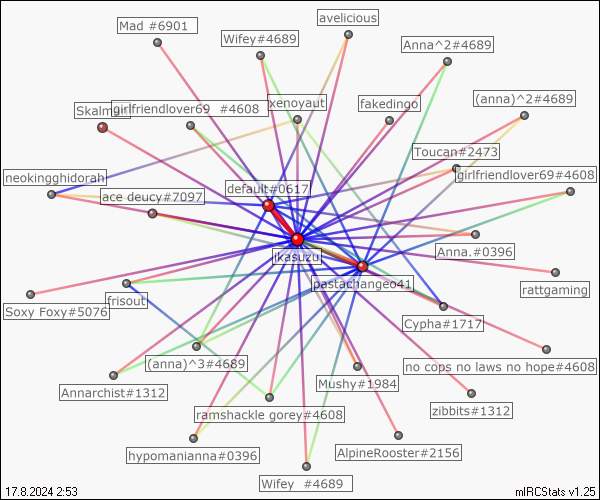 avelicious
Mad #6901
Wifey#4689
Anna^2#4689
(anna)^2#4689
xenoyaut
fakedingo
girlfriendlover69 #4608
Toucan#2473
girlfriendlover69#4608
neokingghidorah
default#0617
ace deucy#7097
Anna.#0396
ikasuzu
pastachangeo41
rattgaming
frisout
Soxy Foxy#5076
Cypha#1717
(anna)^3#4689
no cops no laws no hope#4608
Mushy#1984
Annarchist#1312
zibbits#1312
ramshackle gorey#4608
AlpineRooster#2156
hypomanianna#0396
Wifey #4689
17.8.2024 2:53
mIRCStats v1.25